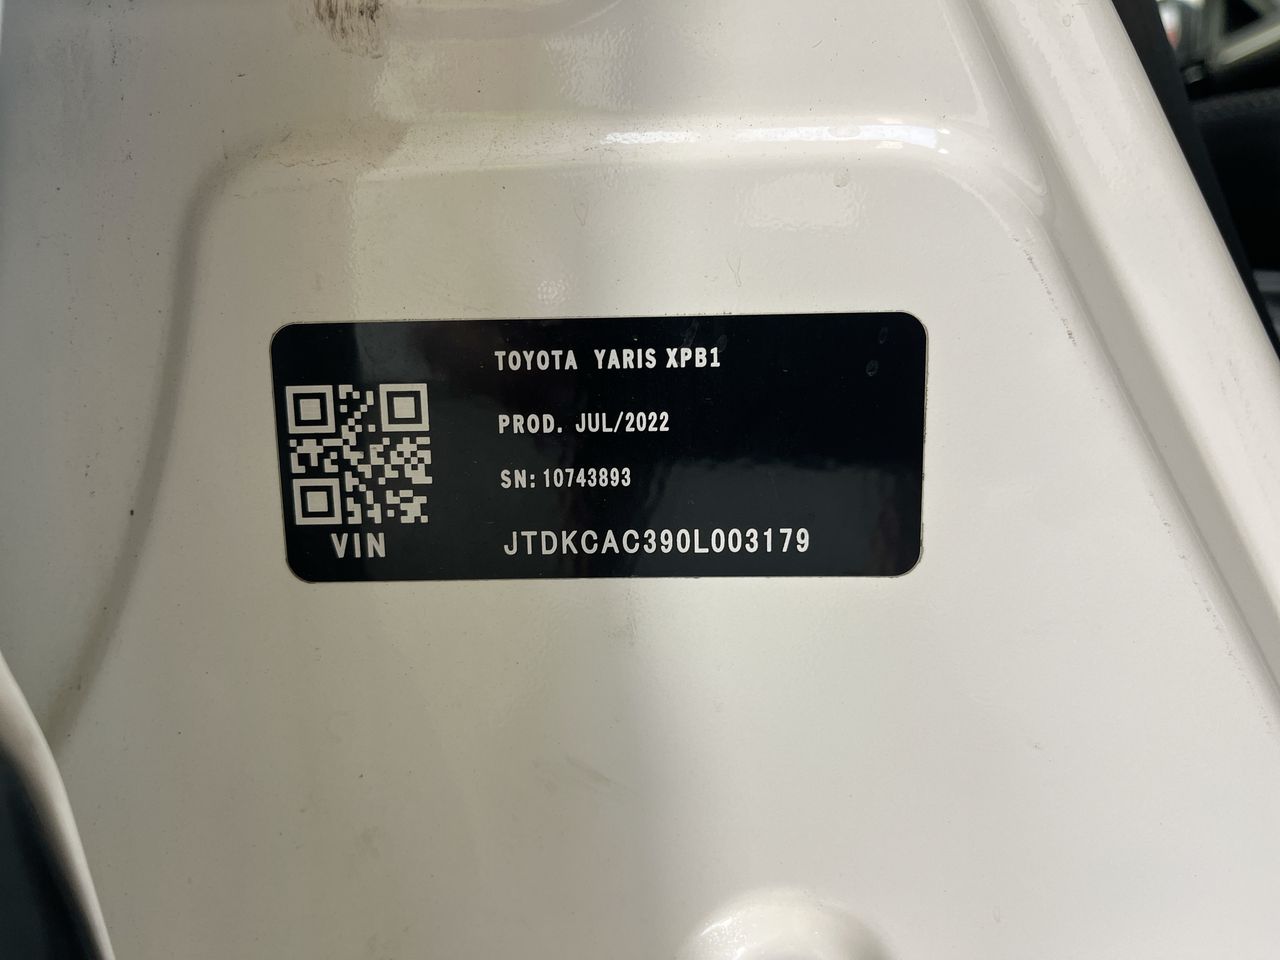 TOYOTA YARIS XPB1
PROD. JUL/2022
SN: 10743893
VIN JTDKCAC390L003179